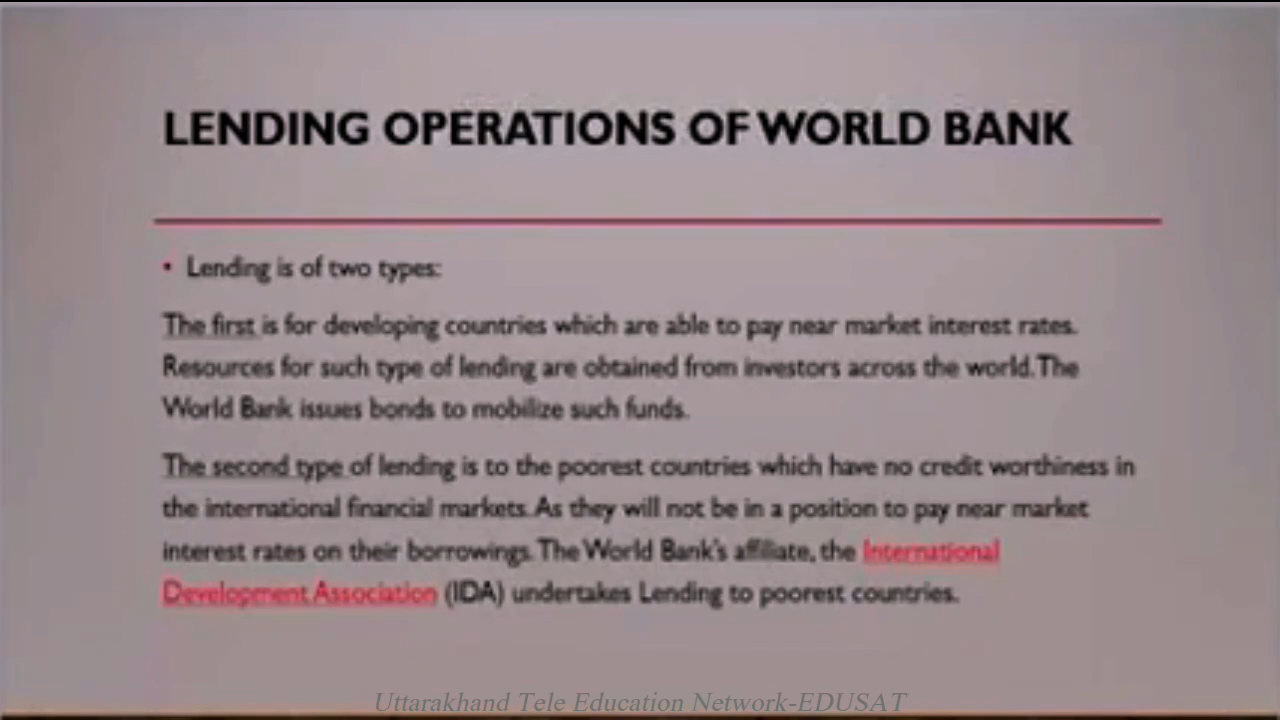 LENDING OPERATIONS OF WORLD BANK
• Lending is of two types:
The first is for developing countries which are able to pay near market interest rates.
Resources for such type of lending are obtained from investors across the world. The
World Bank issues bonds to mobilize such funds.
The second type of lending is to the poorest countries which have no credit worthiness in
the international financial markets. As they will not be in a position to pay near market
interest rates on their borrowings. The World Bank's affiliate, the International
Development Association (IDA) undertakes Lending to poorest countries.
Uttarakhand Tele Education Network-EDUSAT